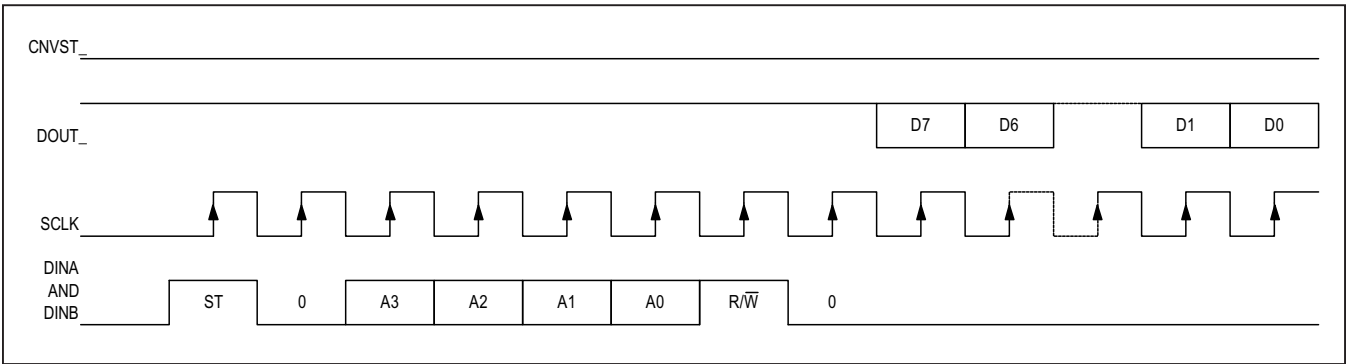 CNVST_
DOUT_ D7 D6 D1 D0
SCLK
DINA
AND
DINB
ST 0 A3 A2 A1 A0 R/W̅ 0